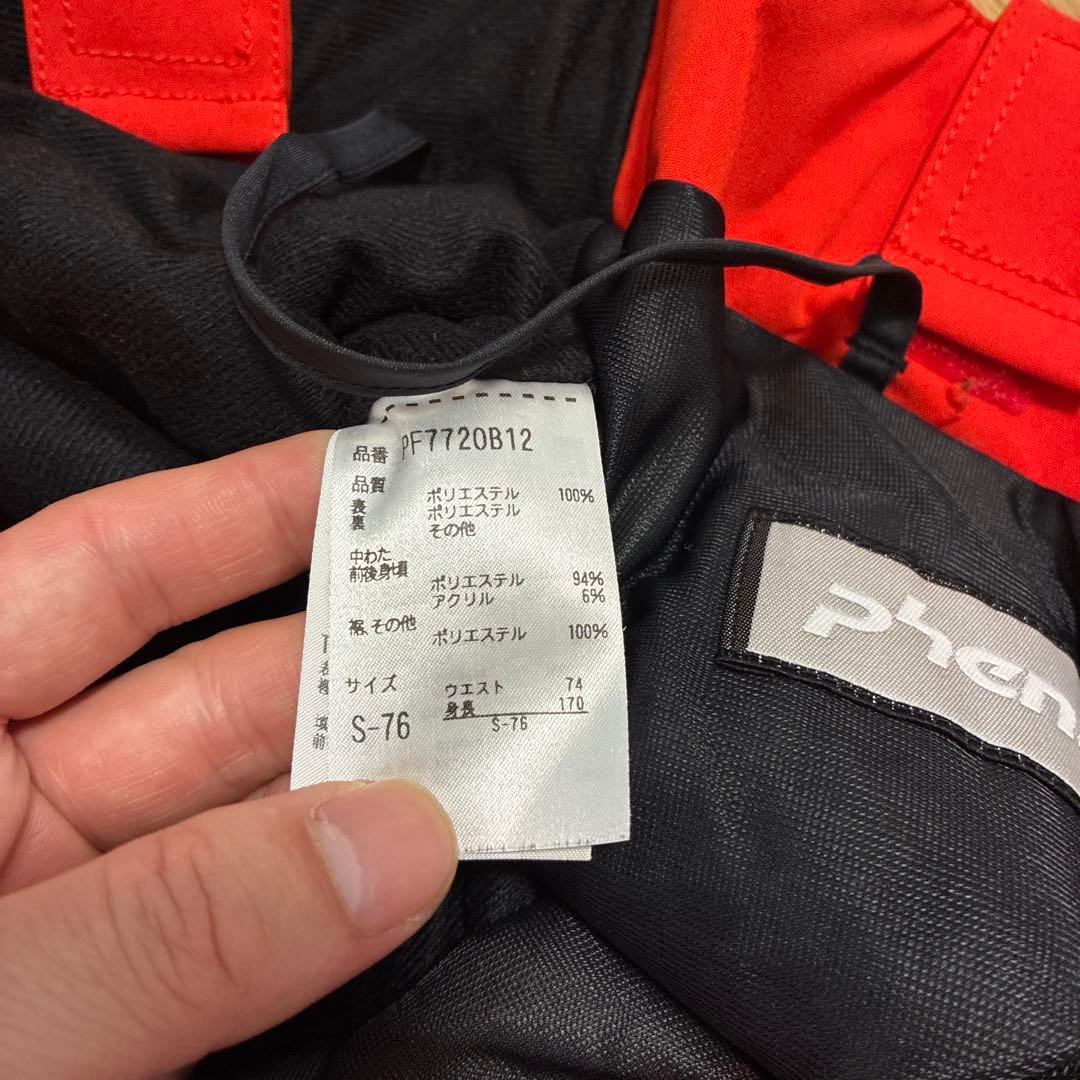 品番 PF7720B12
品質
表 ポリエステル 100%
裏 ポリエステル
その他
中わた
前後身頃
ポリエステル 94%
アクリル 6%
裾、その他 ポリエステル 100%
サイズ ウエスト 74
身長 170
S-76 S-76
phen